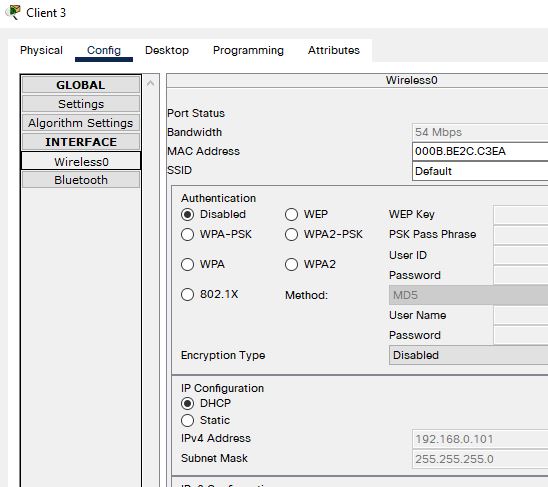 Client 3
Physical Config Desktop Programming Attributes
GLOBAL
Settings
Algorithm Settings
INTERFACE
Wireless0
Bluetooth
Wireless0
Port Status
Bandwidth 54 Mbps
MAC Address 000B.BE2C.C3EA
SSID Default
Authentication
Disabled WEP WEP Key
WPA-PSK WPA2-PSK PSK Pass Phrase
User ID
WPA WPA2
Password
802.1X Method: MD5
User Name
Password
Encryption Type Disabled
IP Configuration
DHCP
Static
IPv4 Address 192.168.0.101
Subnet Mask 255.255.255.0